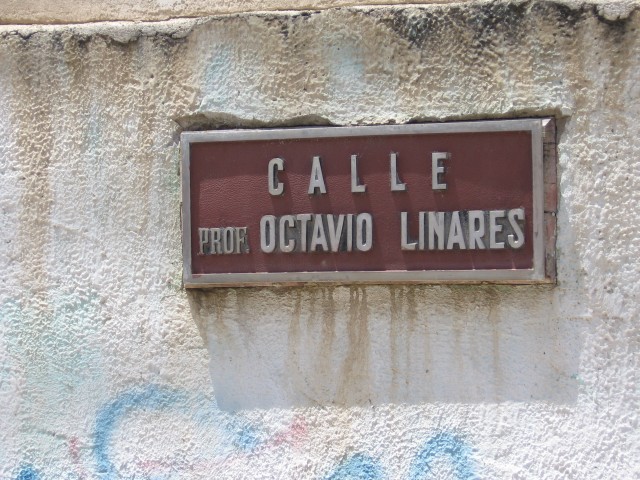 CALLE
PROF. OCTAVIO LINARES